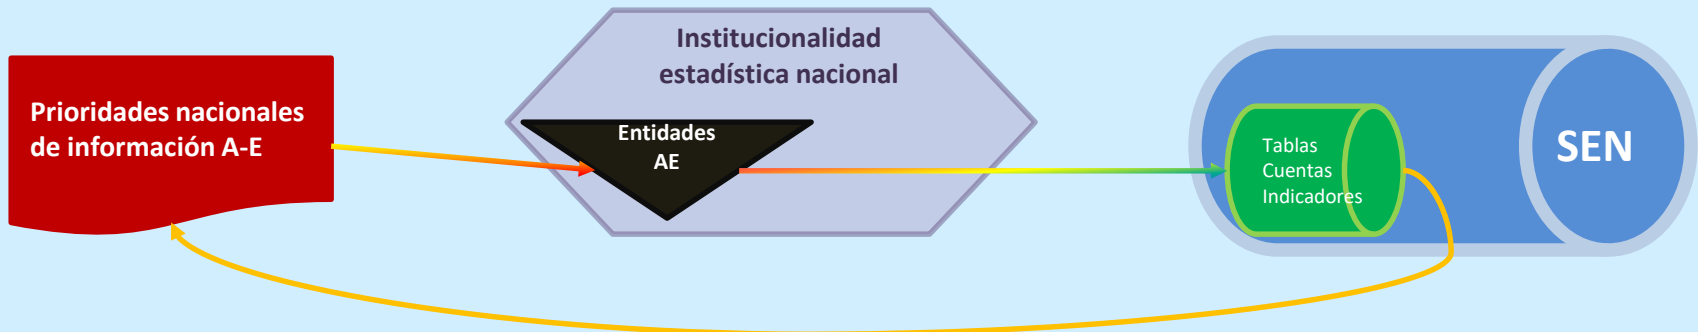 Prioridades nacionales
de información A-E
Institucionalidad
estadística nacional
Entidades
AE
Tablas
Cuentas
Indicadores
SEN